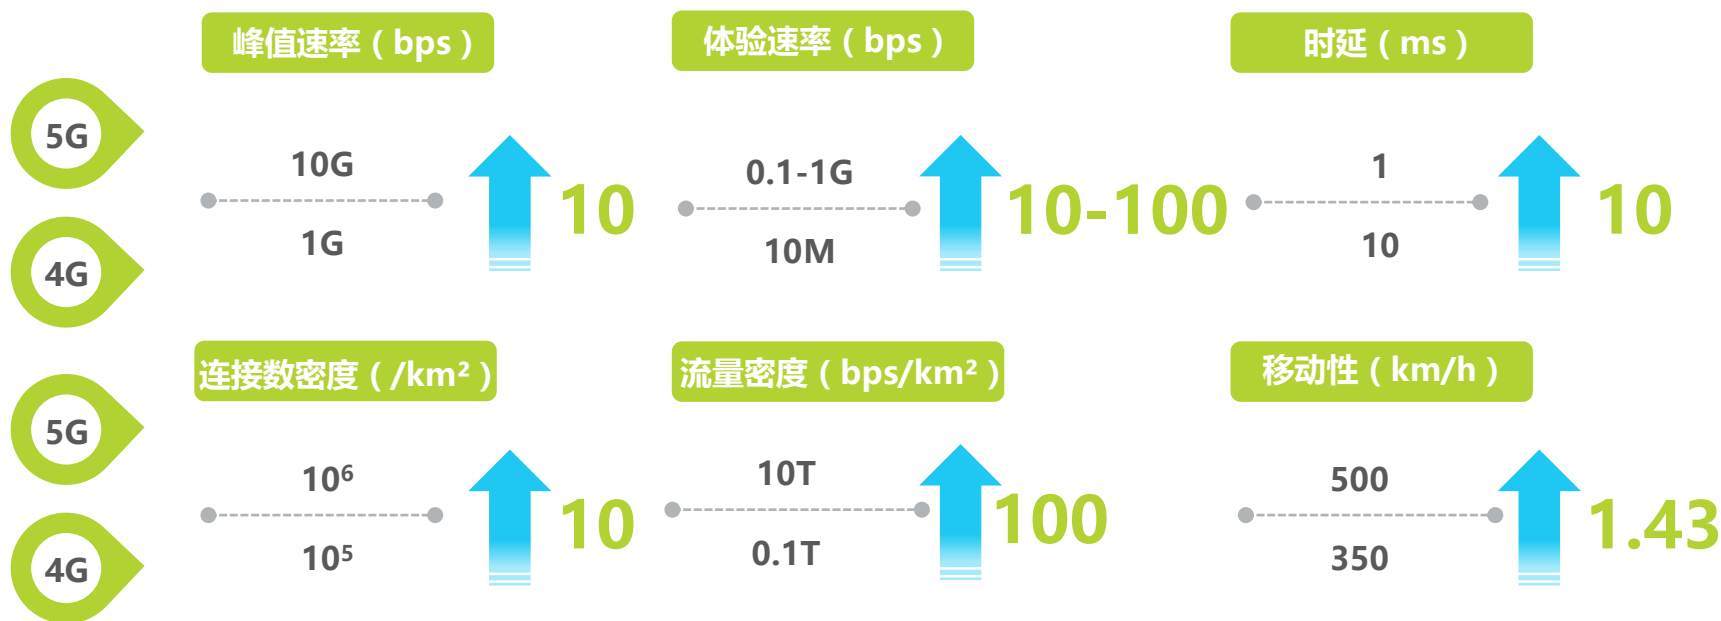 峰值速率（bps）
体验速率（bps）
时延（ms）
5G
10G
0.1-1G
1
10
10-100
10
4G
1G
10M
10
连接数密度（/km²）
流量密度（bps/km²）
移动性（km/h）
5G
10⁶
10T
500
10
100
1.43
4G
10⁵
0.1T
350